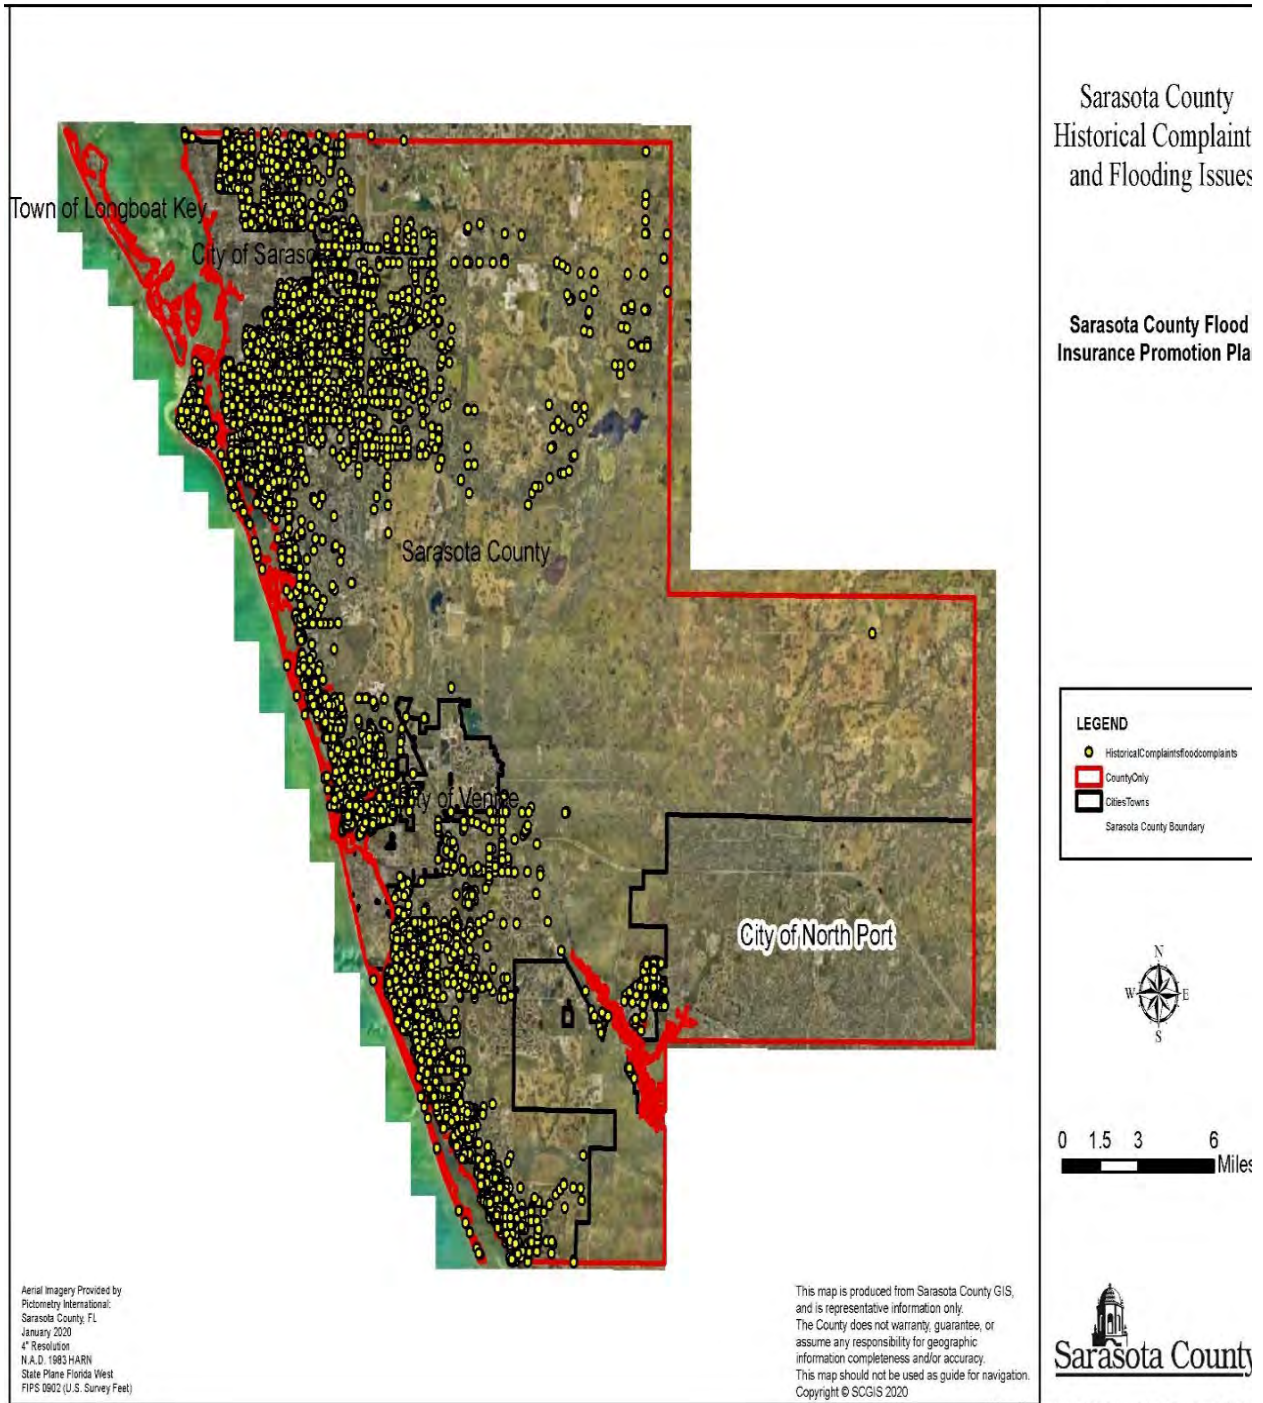 Sarasota County
Historical Complaint
and Flooding Issues
Sarasota County Flood
Insurance Promotion Pla
Town of Longboat Key
City of Saraso
Sarasota County
ty of Venice
City of North Port
LEGEND
HistoricalComplaintsfloodcomplaints
CountyOnly
CitiesTowns
Sarasota County Boundary
N
W E
S
0 1.5 3 6
Miles
Aerial Imagery Provided by
Pictometry International:
Sarasota County, FL
January 2020
4" Resolution
N.A.D. 1983 HARN
State Plane Florida West
FIPS 0902 (U.S. Survey Feet)
This map is produced from Sarasota County GIS,
and is representative information only.
The County does not warranty, guarantee, or
assume any responsibility for geographic
information completeness and/or accuracy.
This map should not be used as guide for navigation.
Copyright © SCGIS 2020
Sarasota County